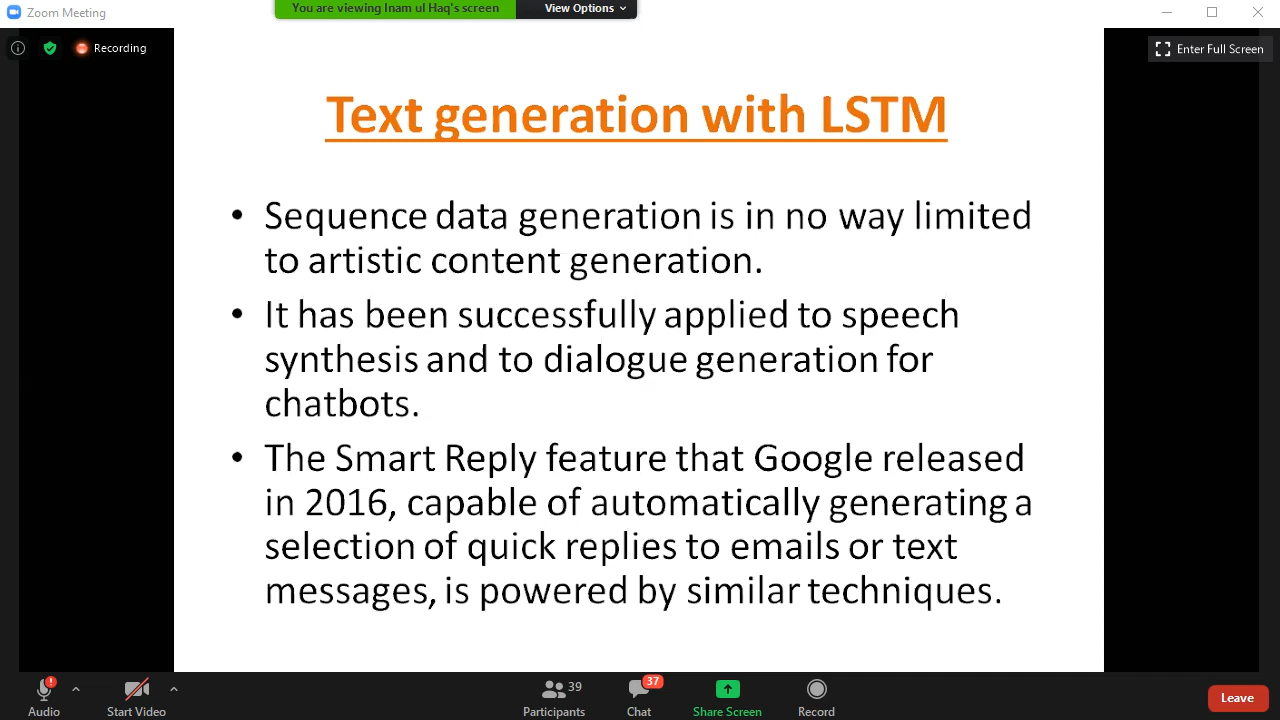 Zoom Meeting
You are viewing Inam ul Haq's screen
View Options
Recording
Enter Full Screen
Text generation with LSTM
• Sequence data generation is in no way limited
to artistic content generation.
• It has been successfully applied to speech
synthesis and to dialogue generation for
chatbots.
• The Smart Reply feature that Google released
in 2016, capable of automatically generating a
selection of quick replies to emails or text
messages, is powered by similar techniques.
Audio
Start Video
39
Participants
37
Chat
Share Screen
Record
Leave